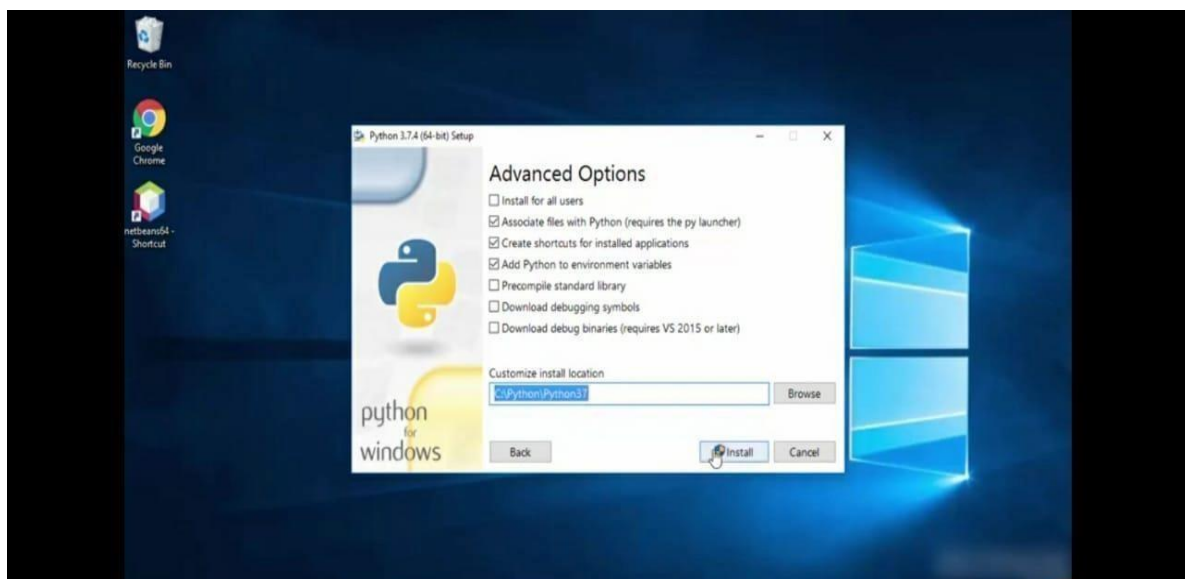 Recycle Bin
Google
Chrome
netbeans64 -
Shortcut
Python 3.7.4 (64-bit) Setup
Advanced Options
Install for all users
Associate files with Python (requires the py launcher)
Create shortcuts for installed applications
Add Python to environment variables
Precompile standard library
Download debugging symbols
Download debug binaries (requires VS 2015 or later)
Customize install location
C:\Python\Python37
Browse
python
for
windows
Back
Install
Cancel